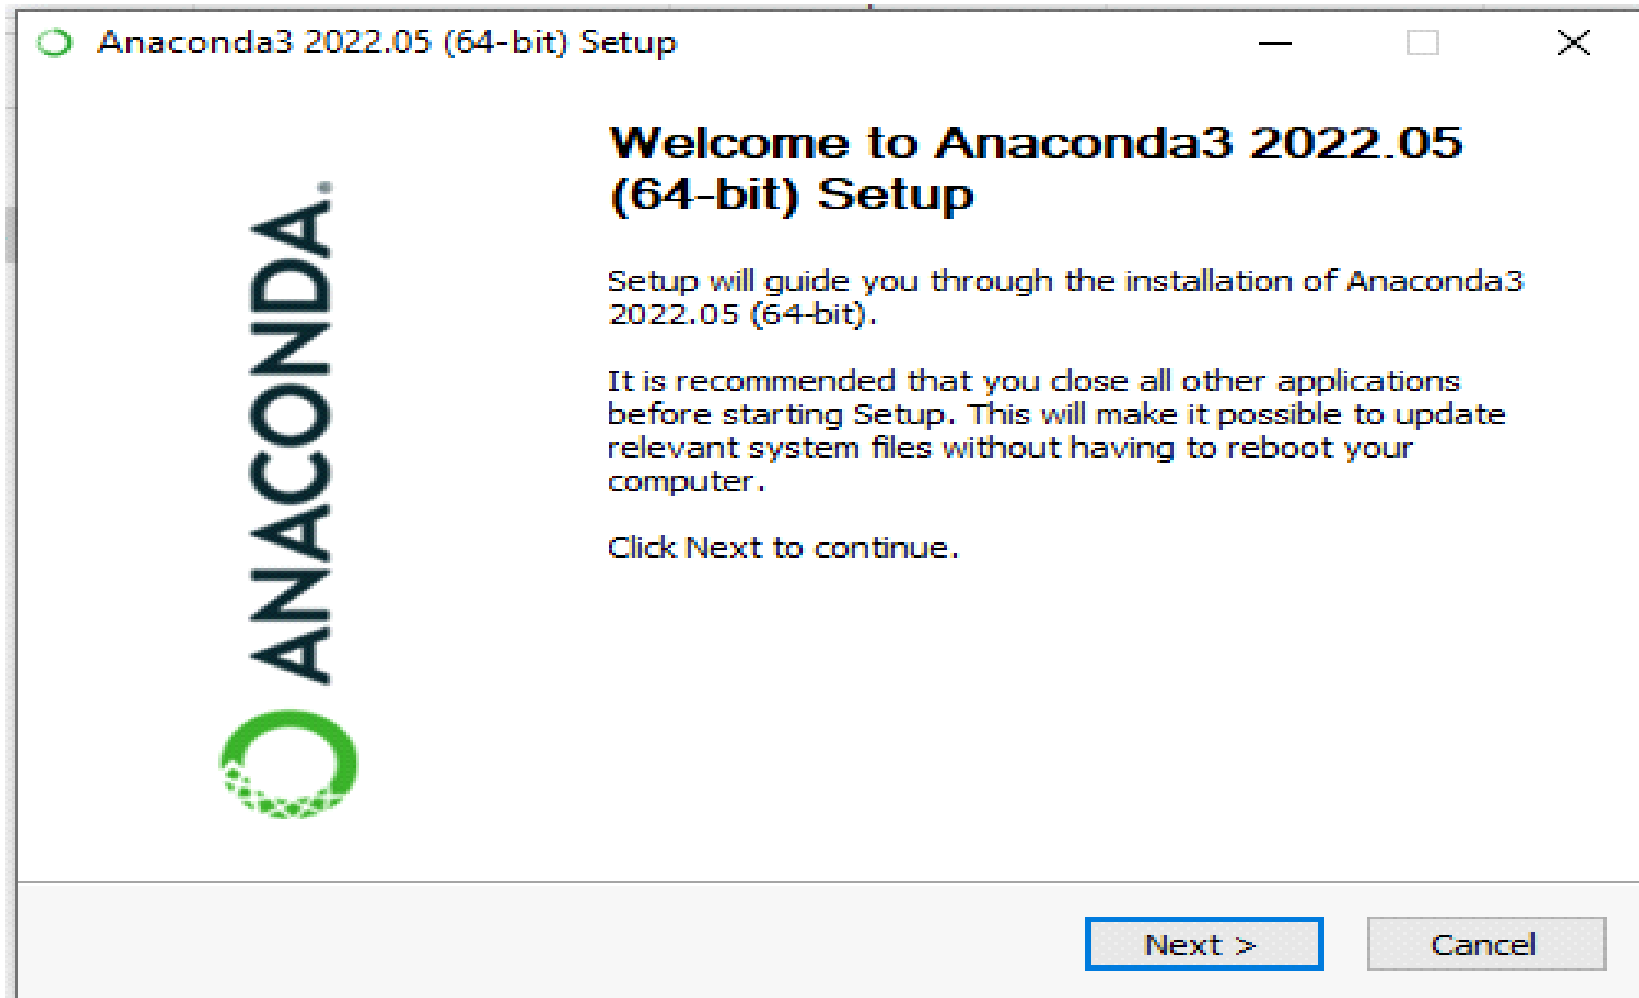 Anaconda3 2022.05 (64-bit) Setup
ANACONDA.
Welcome to Anaconda3 2022.05
(64-bit) Setup
Setup will guide you through the installation of Anaconda3
2022.05 (64-bit).
It is recommended that you close all other applications
before starting Setup. This will make it possible to update
relevant system files without having to reboot your
computer.
Click Next to continue.
Next >
Cancel